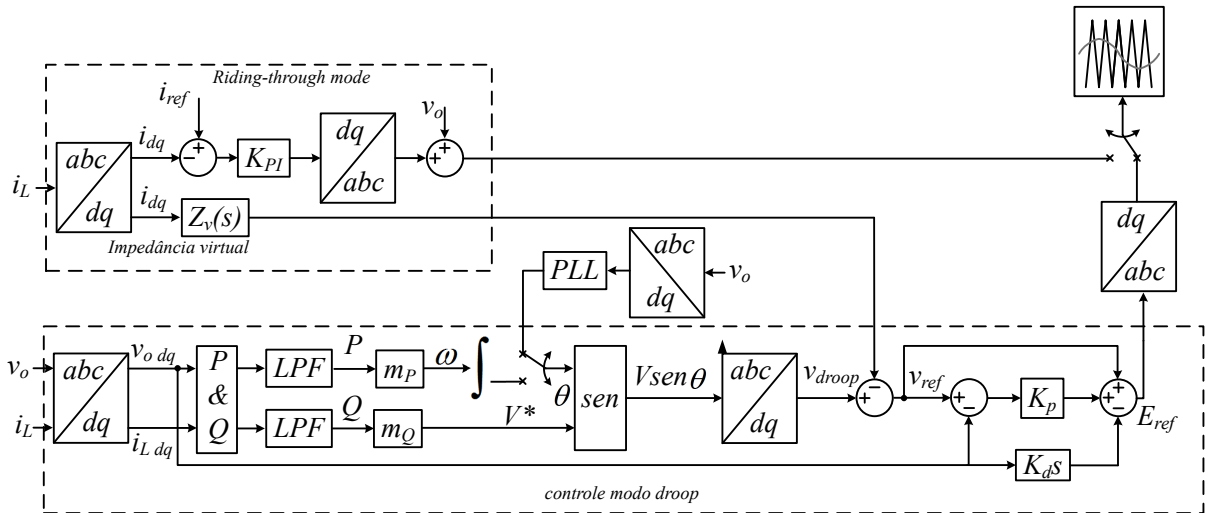 Riding-through mode
i_ref
v_o
i_dq
abc
dq
K_PI
dq
abc
i_L
i_dq
Z_v(s)
Impedância virtual
dq
abc
PLL
abc
dq
v_o
v_o
abc
dq
v_o dq
P
&
Q
LPF
P
m_P
ω
∫
θ
sen
Vsenθ
abc
dq
v_droop
v_ref
K_p
E_ref
i_L
i_L dq
LPF
Q
m_Q
V*
K_d s
controle modo droop